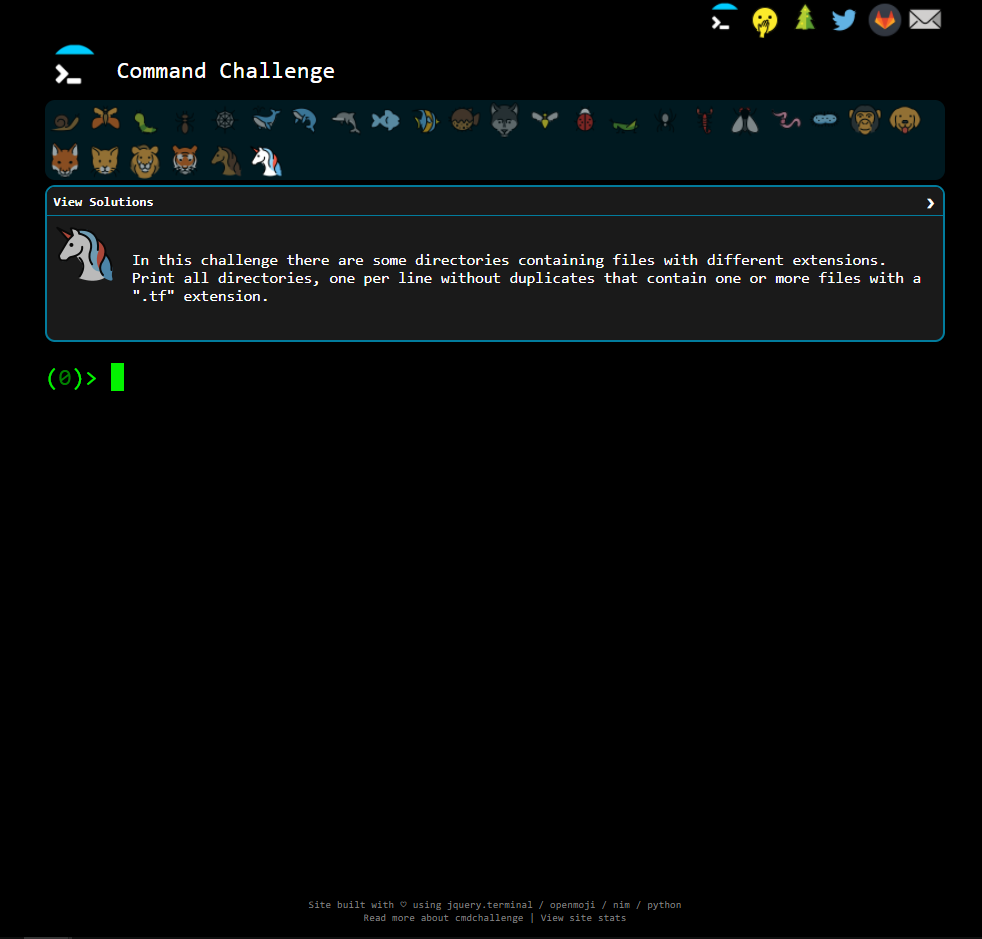 Command Challenge
View Solutions
In this challenge there are some directories containing files with different extensions.
Print all directories, one per line without duplicates that contain one or more files with a
".tf" extension.
(0)>
Site built with ♡ using jquery.terminal / openmoji / nim / python
Read more about cmdchallenge | View site stats